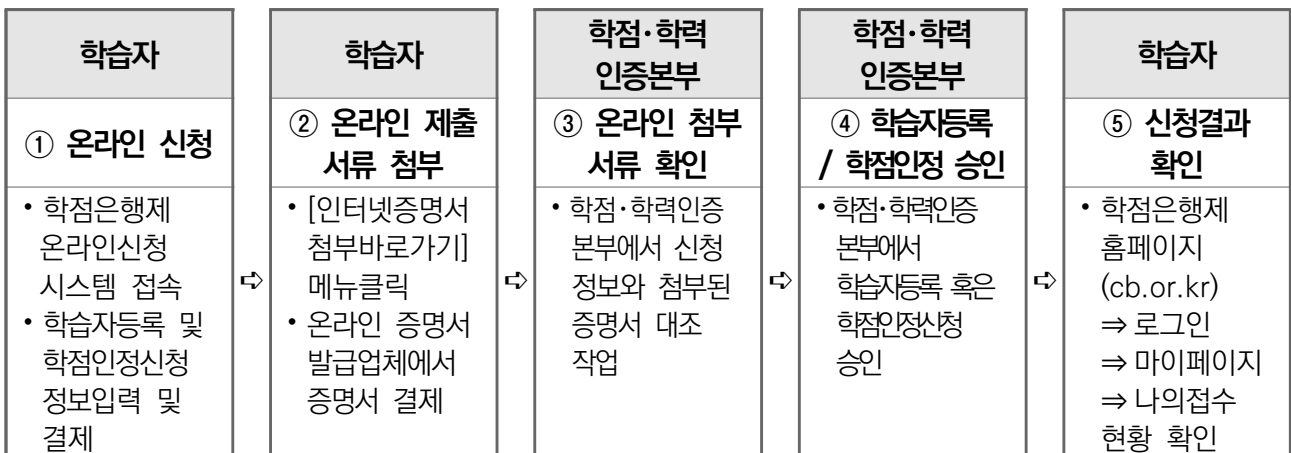 학습자
① 온라인 신청
• 학점은행제
온라인신청
시스템 접속
• 학습자등록 및
학점인정신청
정보입력 및
결제
➪
학습자
② 온라인 제출
서류 첨부
• [인터넷증명서
첨부바로가기]
메뉴클릭
• 온라인 증명서
발급업체에서
증명서 결제
➪
학점·학력
인증본부
③ 온라인 첨부
서류 확인
• 학점·학력인증
본부에서 신청
정보와 첨부된
증명서 대조
작업
➪
학점·학력
인증본부
④ 학습자등록
/ 학점인정 승인
• 학점·학력인증
본부에서
학습자등록 혹은
학점인정신청
승인
➪
학습자
⑤ 신청결과
확인
• 학점은행제
홈페이지
(cb.or.kr)
⇒ 로그인
⇒ 마이페이지
⇒ 나의접수
현황 확인